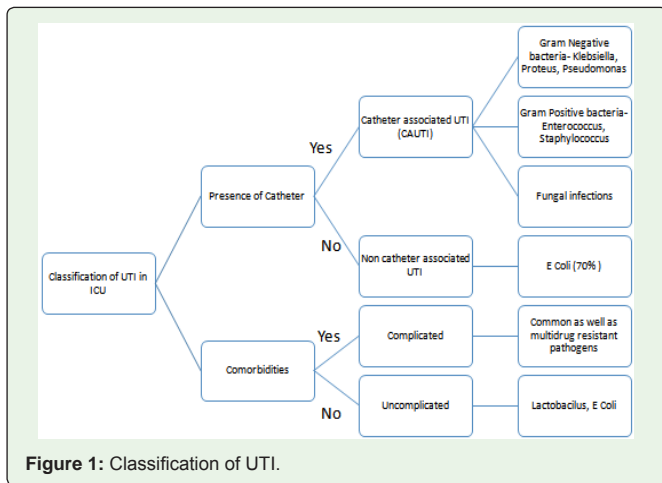 Classification of UTI in
ICU
Presence of Catheter
Comorbidities
Yes
No
Yes
No
Catheter associated UTI
(CAUTI)
Non catheter associated
UTI
Complicated
Uncomplicated
Gram Negative
bacteria- Klebsiella,
Proteus, Pseudomonas
Gram Positive bacteria-
Enterococcus,
Staphylococcus
Fungal infections
E Coli (70% )
Common as well as
multidrug resistant
pathogens
Lactobacilus, E Coli
Figure 1: Classification of UTI.